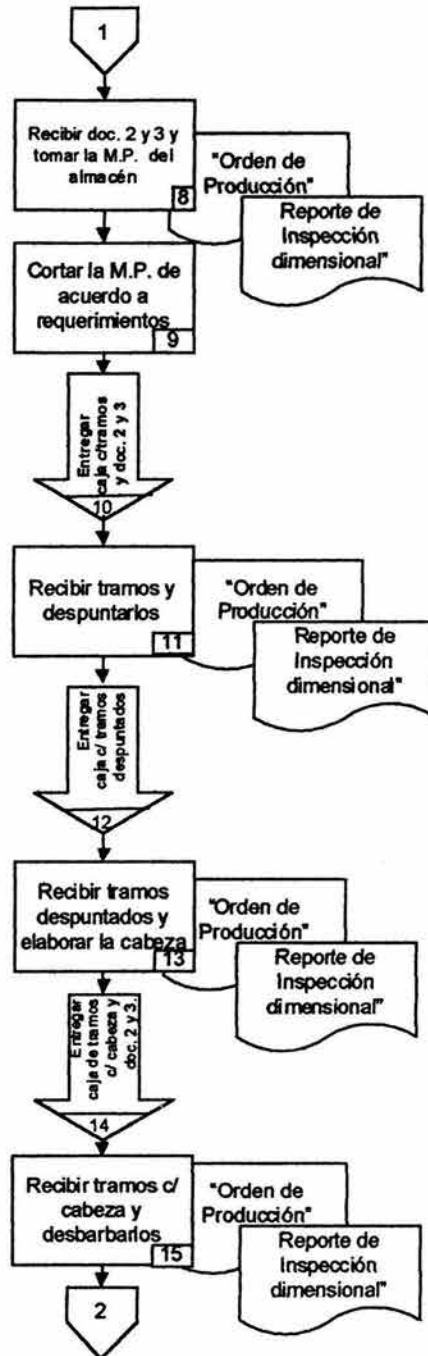 1
Recibir doc. 2 y 3 y
tomar la M.P. del
almacén
8
"Orden de
Producción"
Reporte de
Inspección
dimensional"
Cortar la M.P. de
acuerdo a
requerimientos
9
Entregar
caja c/tramos
y doc. 2 y 3
10
Recibir tramos y
despuntarlos
11
"Orden de
Producción"
Reporte de
Inspección
dimensional"
Entregar
caja c/ tramos
despuntados
12
Recibir tramos
despuntados y
elaborar la cabeza
13
"Orden de
Producción"
Reporte de
Inspección
dimensional"
Entregar
caja de tramos
c/ cabeza y
doc. 2 y 3.
14
Recibir tramos c/
cabeza y
desbarbarlos
15
"Orden de
Producción"
Reporte de
Inspección
dimensional"
2